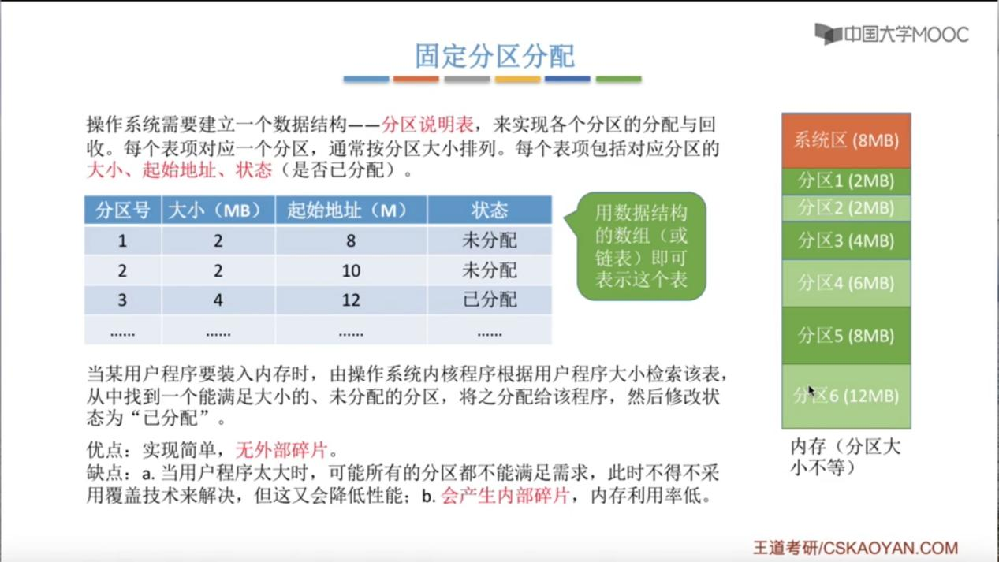 中国大学MOOC
固定分区分配
操作系统需要建立一个数据结构——分区说明表，来实现各个分区的分配与回
收。每个表项对应一个分区，通常按分区大小排列。每个表项包括对应分区的
大小、起始地址、状态（是否已分配）。
分区号 大小（MB） 起始地址（M） 状态
1 2 8 未分配
2 2 10 未分配
3 4 12 已分配
...... ...... ...... ......
用数据结构
的数组（或
链表）即可
表示这个表
当某用户程序要装入内存时，由操作系统内核程序根据用户程序大小检索该表，
从中找到一个能满足大小的、未分配的分区，将之分配给该程序，然后修改状
态为“已分配”。
优点：实现简单，无外部碎片。
缺点：a. 当用户程序太大时，可能所有的分区都不能满足需求，此时不得不采
用覆盖技术来解决，但这又会降低性能；b. 会产生内部碎片，内存利用率低。
系统区 (8MB)
分区1 (2MB)
分区2 (2MB)
分区3 (4MB)
分区4 (6MB)
分区5 (8MB)
分区6 (12MB)
内存（分区大
小不等）
王道考研/CSKAOYAN.COM